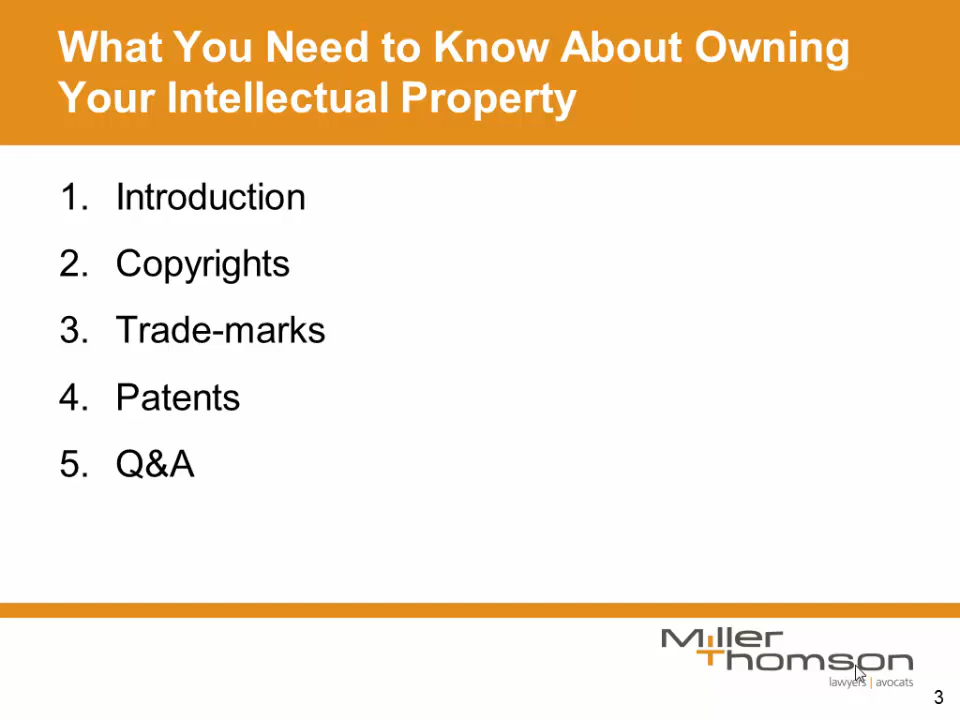 What You Need to Know About Owning
Your Intellectual Property
1. Introduction
2. Copyrights
3. Trade-marks
4. Patents
5. Q&A
Miller
Thomson
lawyers | avocats
3